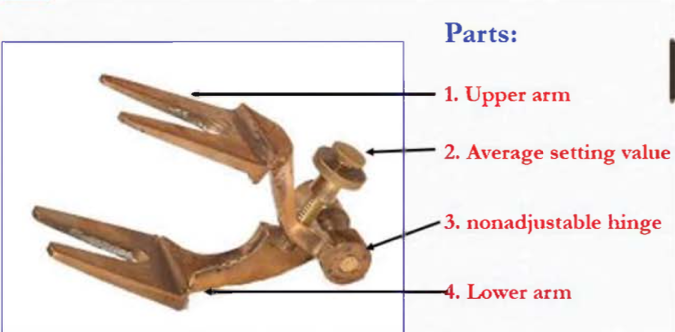 Parts:
1. Upper arm
2. Average setting value
3. nonadjustable hinge
4. Lower arm